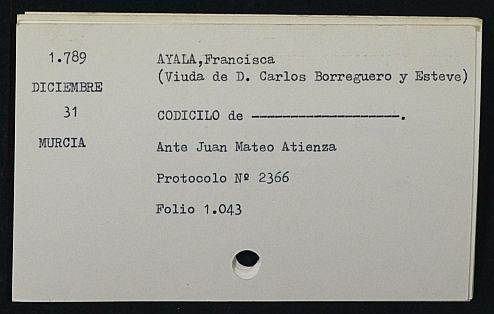 1.789 AYALA,Francisca
(Viuda de D. Carlos Borreguero y Esteve)
DICIEMBRE
31 CODICILO de -------------------.
MURCIA Ante Juan Mateo Atienza
Protocolo Nº 2366
Folio 1.043